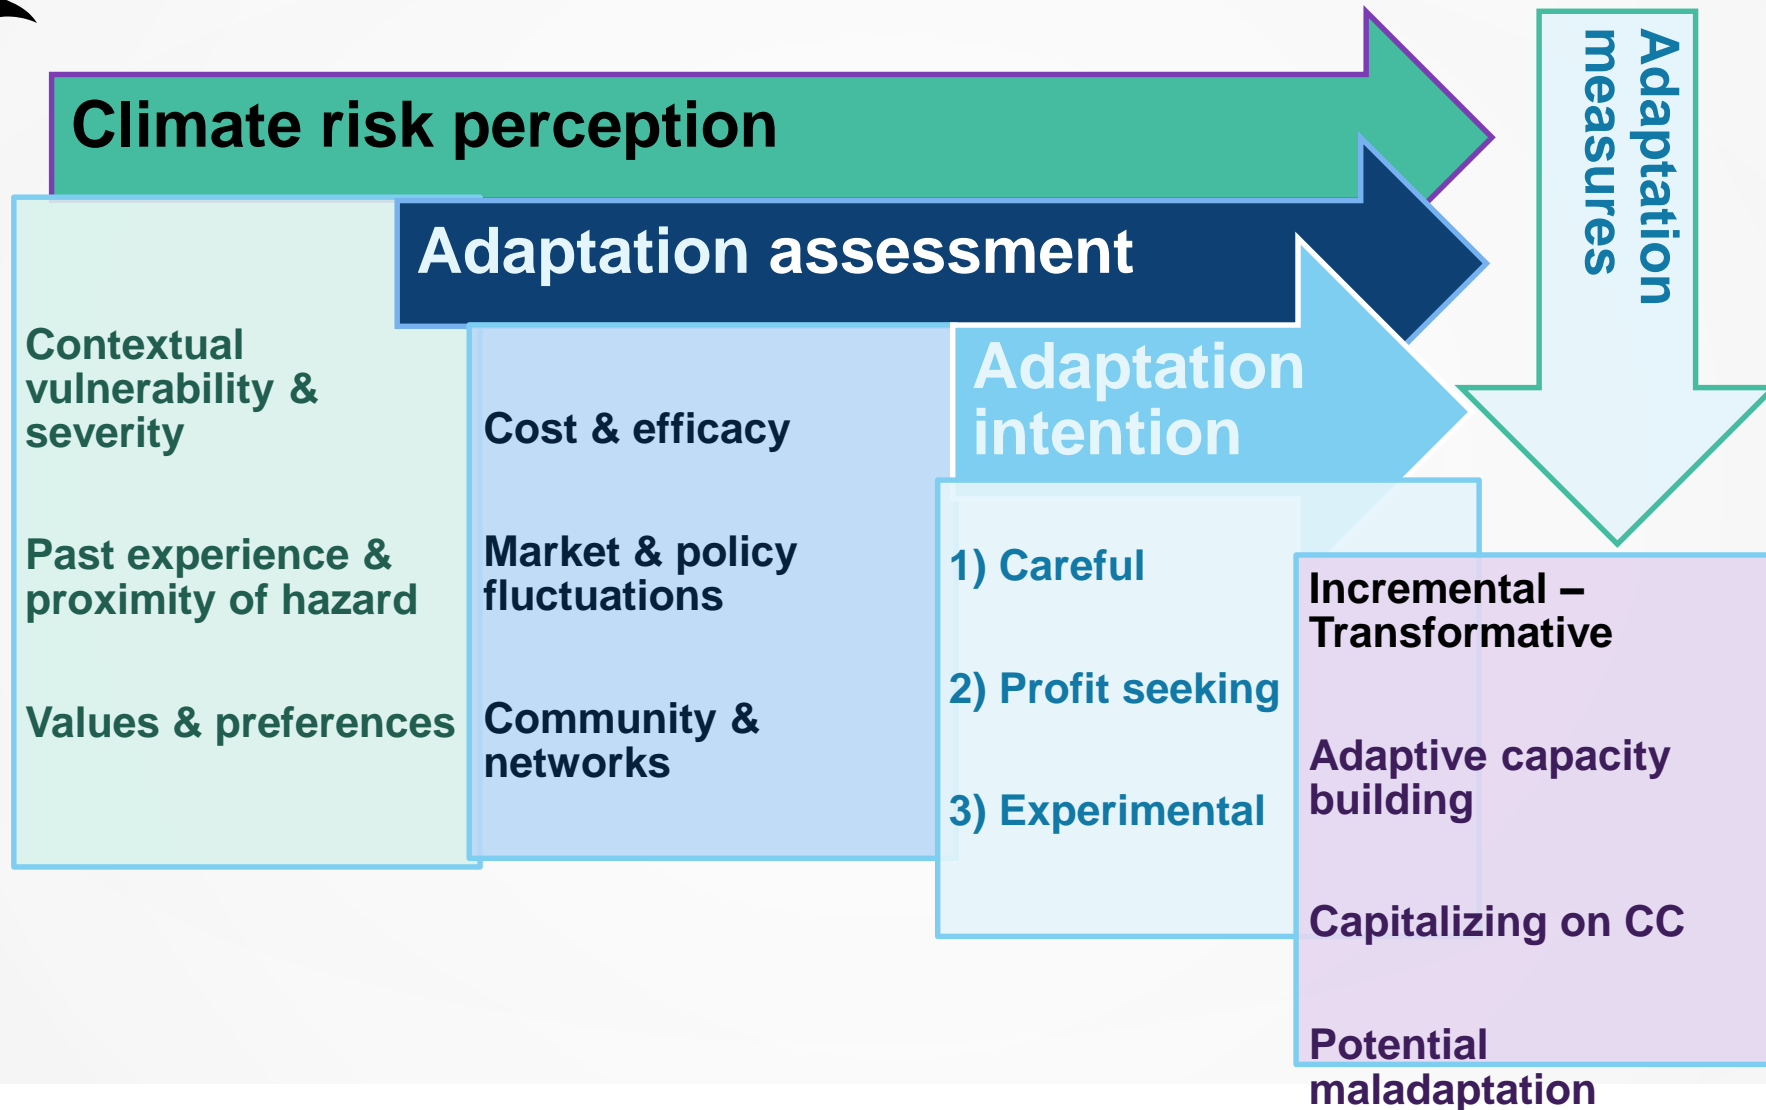 Climate risk perception
Contextual
vulnerability &
severity
Past experience &
proximity of hazard
Values & preferences
Adaptation assessment
Cost & efficacy
Market & policy
fluctuations
Community &
networks
Adaptation
intention
1) Careful
2) Profit seeking
3) Experimental
Adaptation
measures
Incremental –
Transformative
Adaptive capacity
building
Capitalizing on CC
Potential
maladaptation